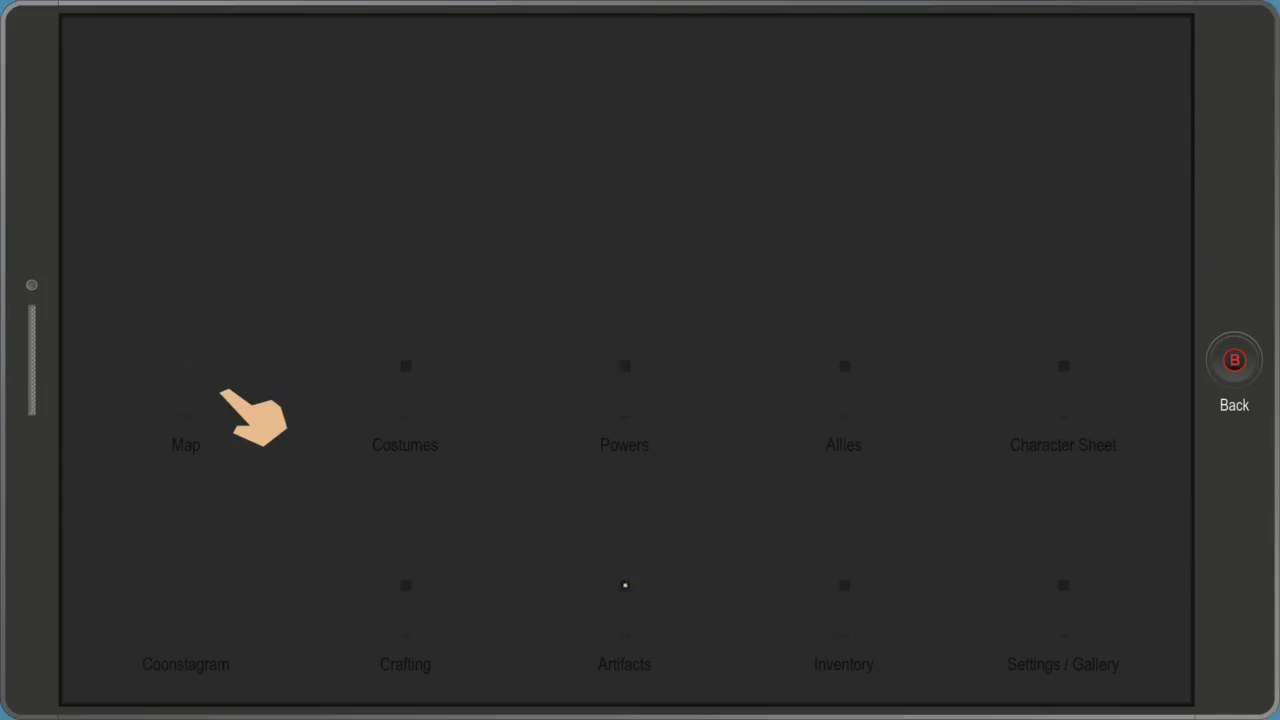 B
Back
Map
Costumes
Powers
Allies
Character Sheet
Coonstagram
Crafting
Artifacts
Inventory
Settings / Gallery